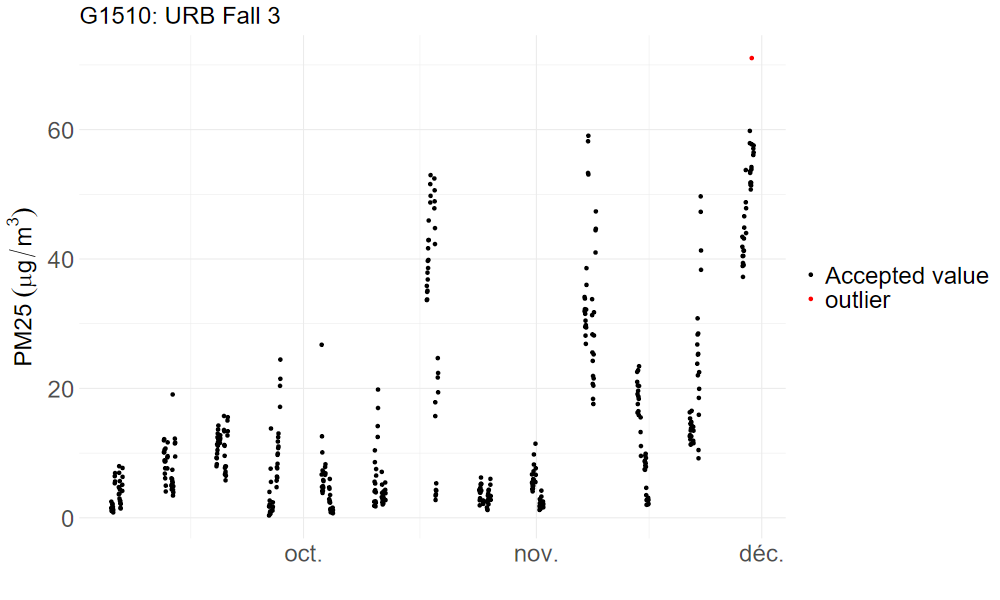 G1510: URB Fall 3
PM25 (μg/m³)
60
40
20
0
oct.
nov.
déc.
Accepted value
outlier